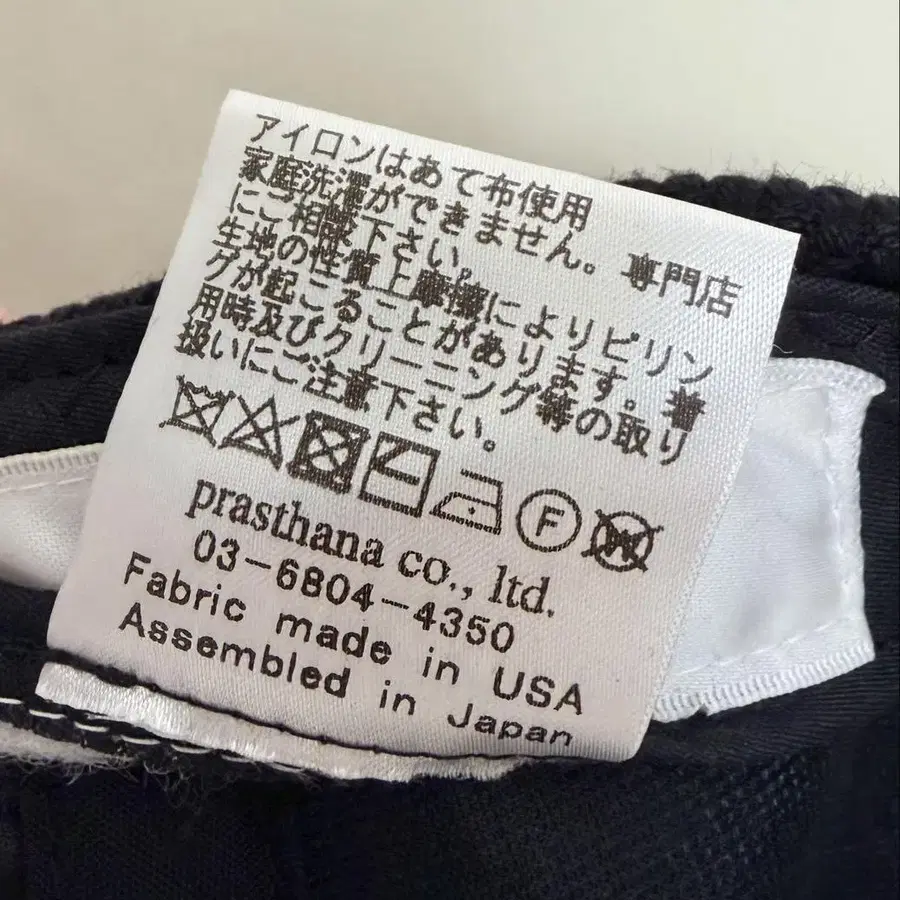 アイロンはあて布使用
家庭洗濯ができません。専門店
にご相談下さい。
生地の性質上摩擦によりピリン
グが起こることがあります。着
用時及びクリーニング等の取り
扱いにご注意下さい。
F
W
prasthana co., ltd.
03-6804-4350
Fabric made in USA
Assembled in Japan